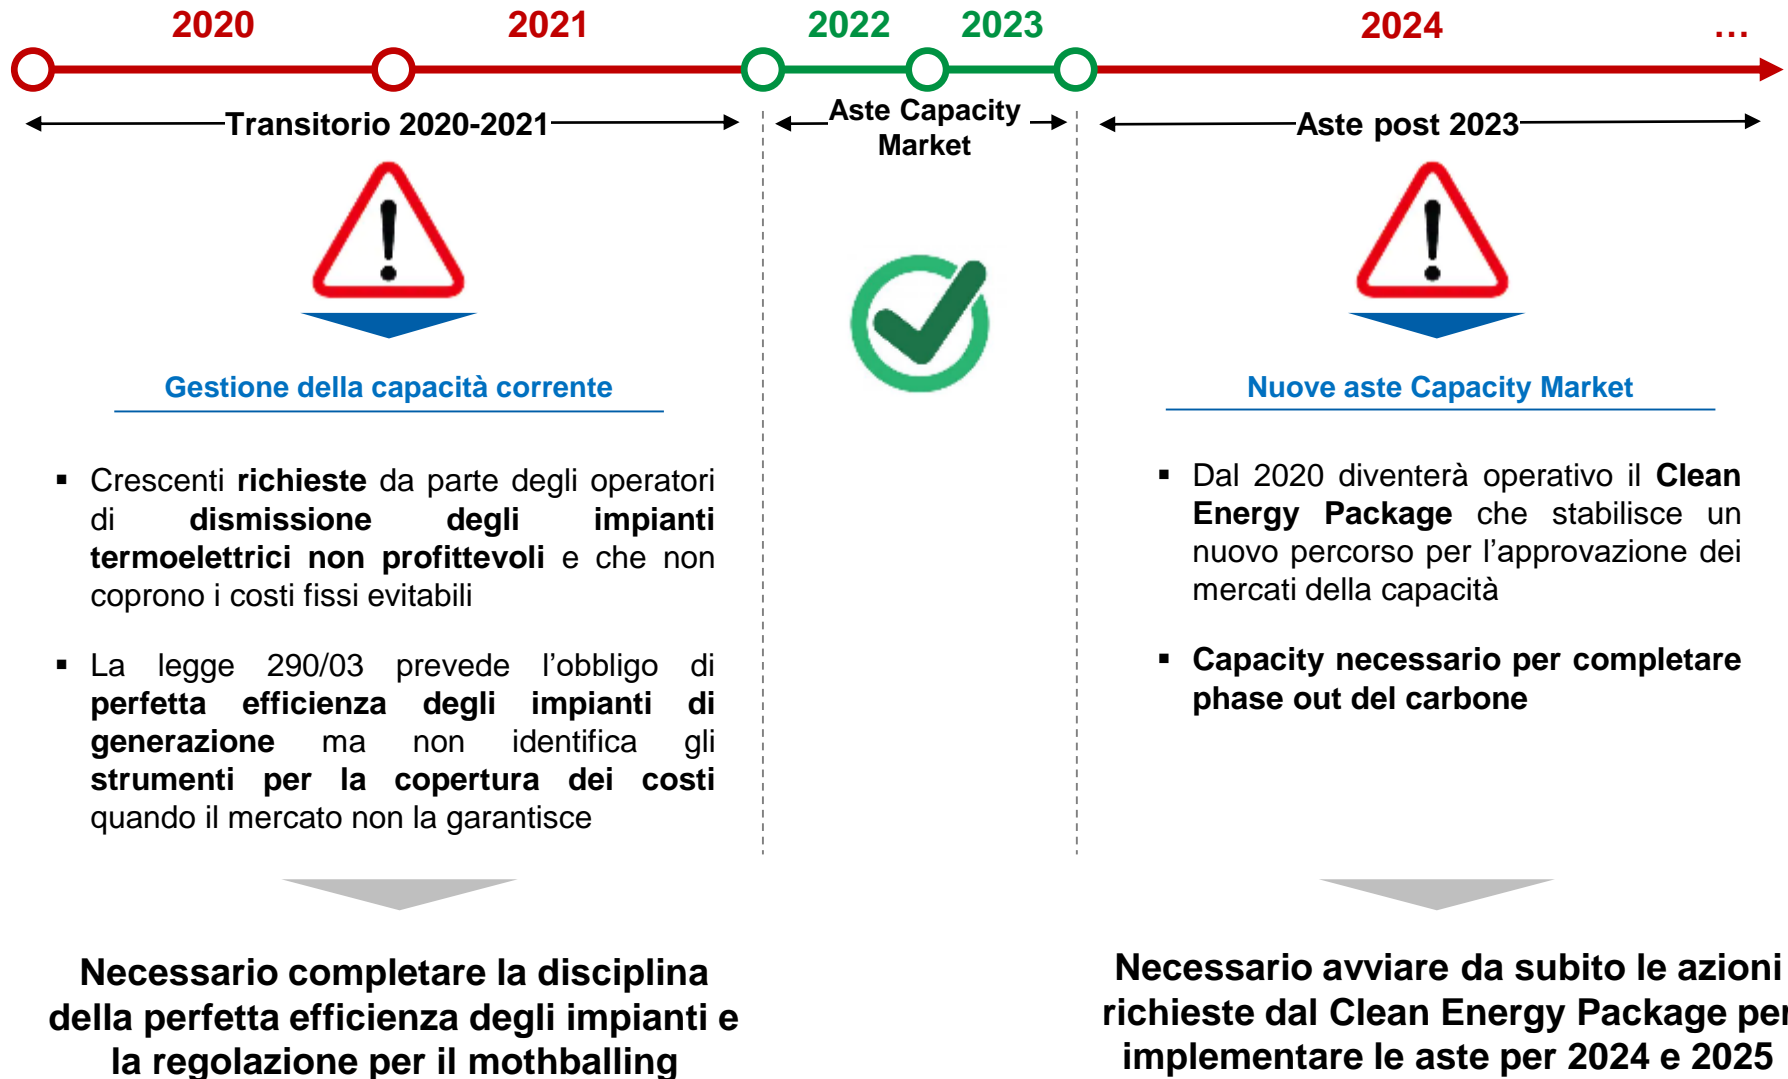 2020
2021
2022
2023
2024
...
Transitorio 2020-2021
Aste Capacity
Market
Aste post 2023
Gestione della capacità corrente
▪ Crescenti richieste da parte degli operatori
di dismissione degli impianti
termoelettrici non profittevoli e che non
coprono i costi fissi evitabili
▪ La legge 290/03 prevede l’obbligo di
perfetta efficienza degli impianti di
generazione ma non identifica gli
strumenti per la copertura dei costi
quando il mercato non la garantisce
Necessario completare la disciplina
della perfetta efficienza degli impianti e
la regolazione per il mothballing
Nuove aste Capacity Market
▪ Dal 2020 diventerà operativo il Clean
Energy Package che stabilisce un
nuovo percorso per l’approvazione dei
mercati della capacità
▪ Capacity necessario per completare
phase out del carbone
Necessario avviare da subito le azioni
richieste dal Clean Energy Package per
implementare le aste per 2024 e 2025